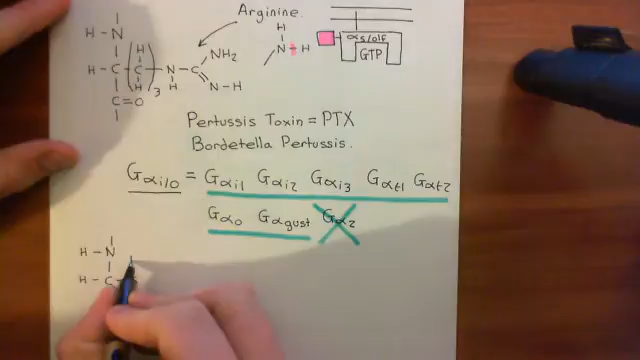 Arginine.
H - N
H
H - C - C - N - C
NH2
N - H
H
H
3
C = O
H
N H
αs/olf
GTP
Pertussis Toxin = PTX
Bordetella Pertussis.
Gαi/o = Gαi1 Gαi2 Gαi3 Gαt1 Gαt2
Gαo Gαgust Gαz
H - N
H - C -